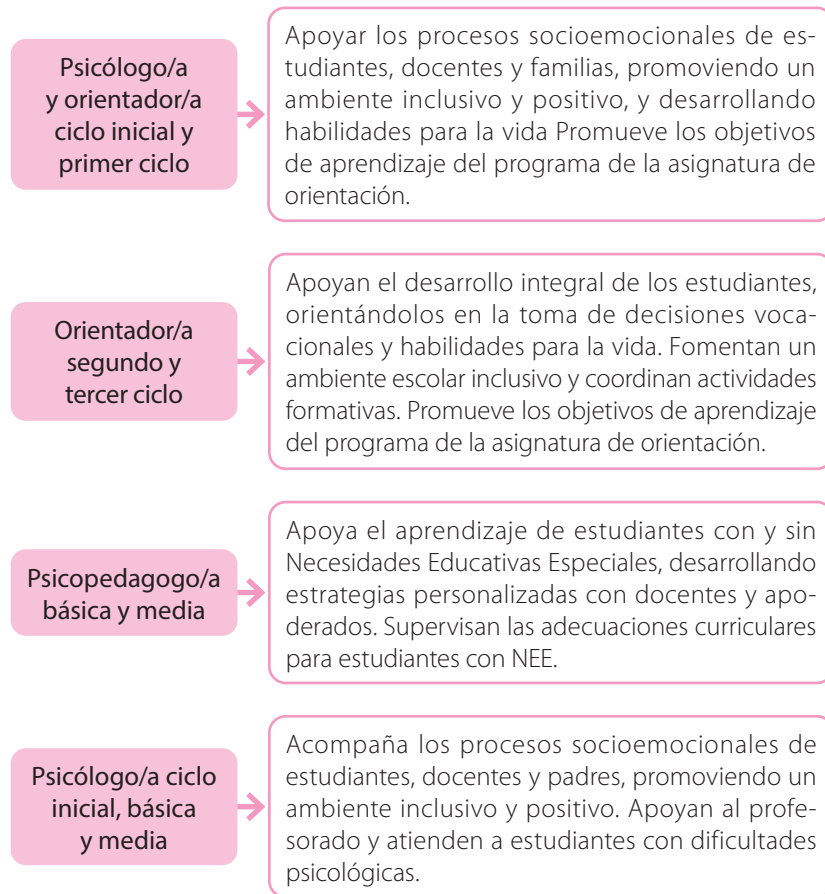 Psicólogo/a
y orientador/a
ciclo inicial y
primer ciclo
Apoyar los procesos socioemocionales de es-
tudiantes, docentes y familias, promoviendo un
ambiente inclusivo y positivo, y desarrollando
habilidades para la vida Promueve los objetivos
de aprendizaje del programa de la asignatura de
orientación.
Orientador/a
segundo y
tercer ciclo
Apoyan el desarrollo integral de los estudiantes,
orientándolos en la toma de decisiones voca-
cionales y habilidades para la vida. Fomentan un
ambiente escolar inclusivo y coordinan actividades
formativas. Promueve los objetivos de aprendizaje
del programa de la asignatura de orientación.
Psicopedagogo/a
básica y media
Apoya el aprendizaje de estudiantes con y sin
Necesidades Educativas Especiales, desarrollando
estrategias personalizadas con docentes y apo-
derados. Supervisan las adecuaciones curriculares
para estudiantes con NEE.
Psicólogo/a ciclo
inicial, básica
y media
Acompaña los procesos socioemocionales de
estudiantes, docentes y padres, promoviendo un
ambiente inclusivo y positivo. Apoyan al profe-
sorado y atienden a estudiantes con dificultades
psicológicas.